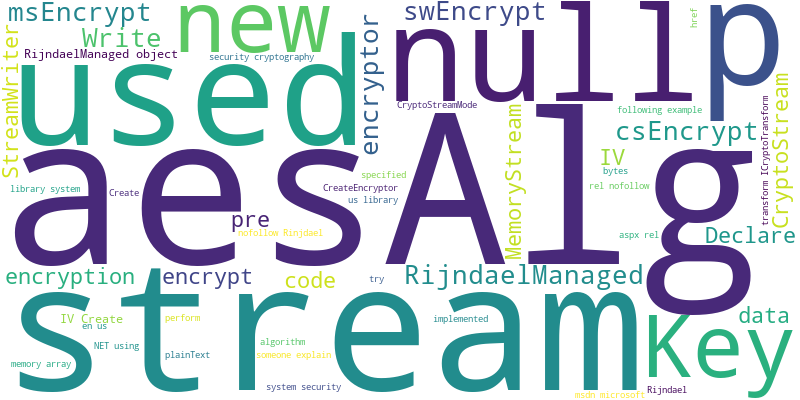 msEncrypt
Write
new
RijndaelManaged object
security cryptography
StreamWriter
used
encryptor
swEncrypt
null
p
href
CryptoStreamMode
following example
csEncrypt
CryptoStream
transform ICryptoTransform
MemoryStream
IV
bytes
rel nofollow
aesAlg
library system
Create
specified
CreateEncryptor
us library
pre
nofollow Rinjdael
aspx rel
Declare
encryption
encrypt
code
try
RijndaelManaged
stream
IV Create
en us
NET using
memory array
perform
plainText
algorithm
someone explain
system security
implemented
Key
data
Rijndael
msdn microsoft